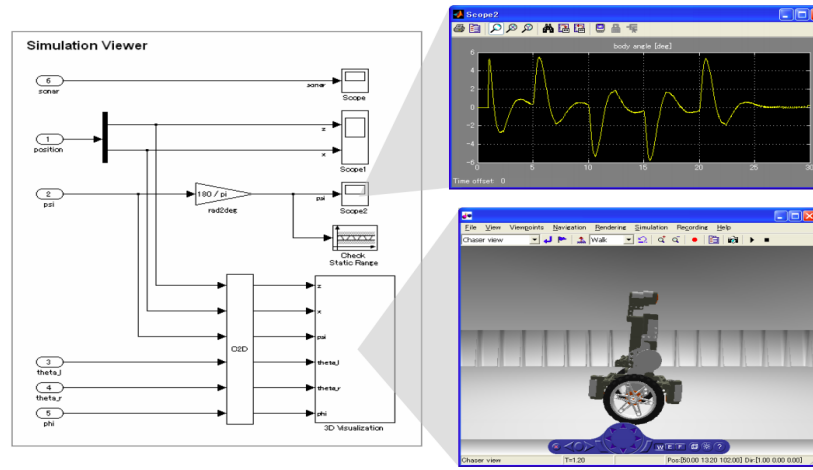 Simulation Viewer
6
sonar
sonar
Scope
1
position
z
x
Scope1
2
psi
180 / pi
rad2deg
psi
Scope2
Check
Static Range
D2D
z
x
psi
3
theta_l
theta_l
4
theta_r
theta_r
5
phi
phi
3D Visualization
Scope2
body angle [deg]
6
4
2
0
-2
-4
-6
0
5
10
15
20
25
30
Time offset: 0
File View Viewpoints Navigation Rendering Simulation Recording Help
Chaser view
Walk
W E F
?
Chaser view
T=1.20
Pos:[50.00 13.20 102.00] Dir:[1.00 0.00 0.00]